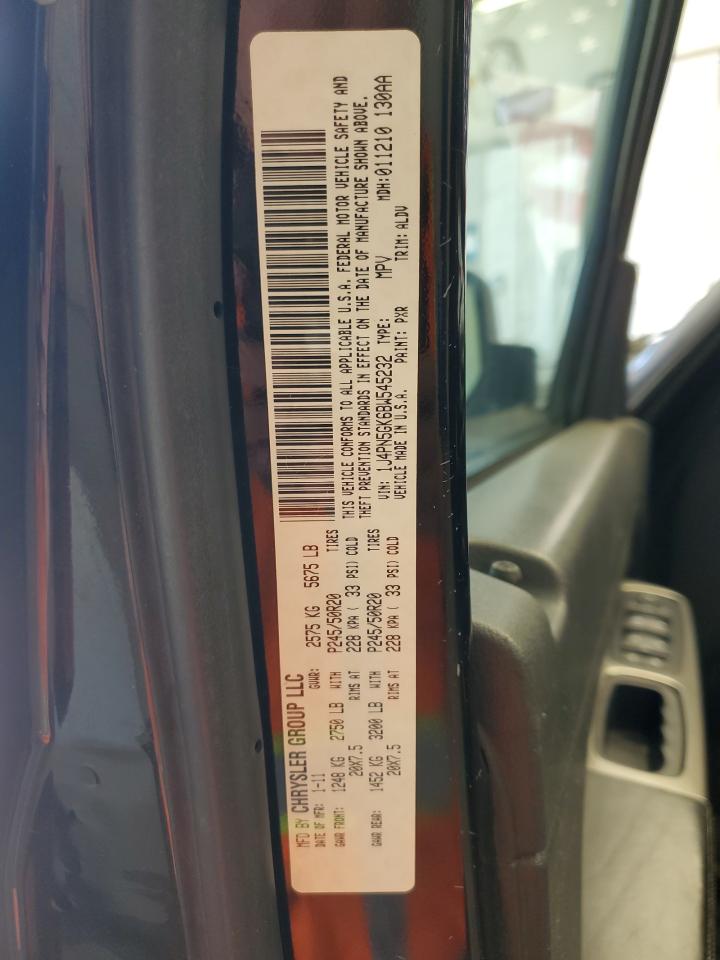 MFD BY CHRYSLER GROUP LLC
DATE OF MFR: 1-11 GVWR: 2575 KG 5675 LB
GAWR FRONT: 1248 KG 2750 LB WITH P245/50R20 TIRES
20X7.5 RIMS AT 228 KPA ( 33 PSI) COLD
GAWR REAR: 1452 KG 3200 LB WITH P245/50R20 TIRES
20X7.5 RIMS AT 228 KPA ( 33 PSI) COLD
THIS VEHICLE CONFORMS TO ALL APPLICABLE U.S.A. FEDERAL MOTOR VEHICLE SAFETY AND
THEFT PREVENTION STANDARDS IN EFFECT ON THE DATE OF MANUFACTURE SHOWN ABOVE.
VIN: 1J4PN5GK6BW545232 TYPE: MPV MDH:011210 130AA
VEHICLE MADE IN U.S.A. PAINT: PXR TRIM: ALDV